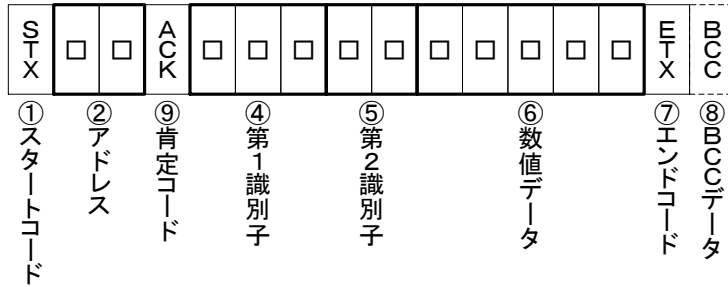 STX □ □ ACK □ □ □ □ □ □ □ □ □ □ ETX BCC
①スタートコード
②アドレス
⑨肯定コード
④第1識別子
⑤第2識別子
⑥数値データ
⑦エンドコード
⑧BCCデータ